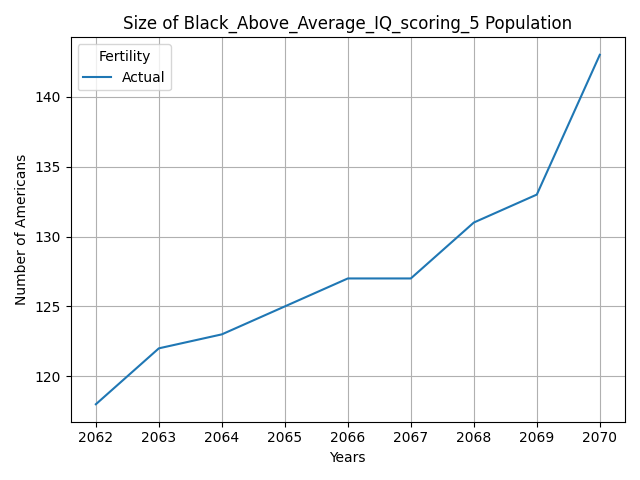 Size of Black_Above_Average_IQ_scoring_5 Population
Fertility
Actual
Number of Americans
140
135
130
125
120
2062 2063 2064 2065 2066 2067 2068 2069 2070
Years